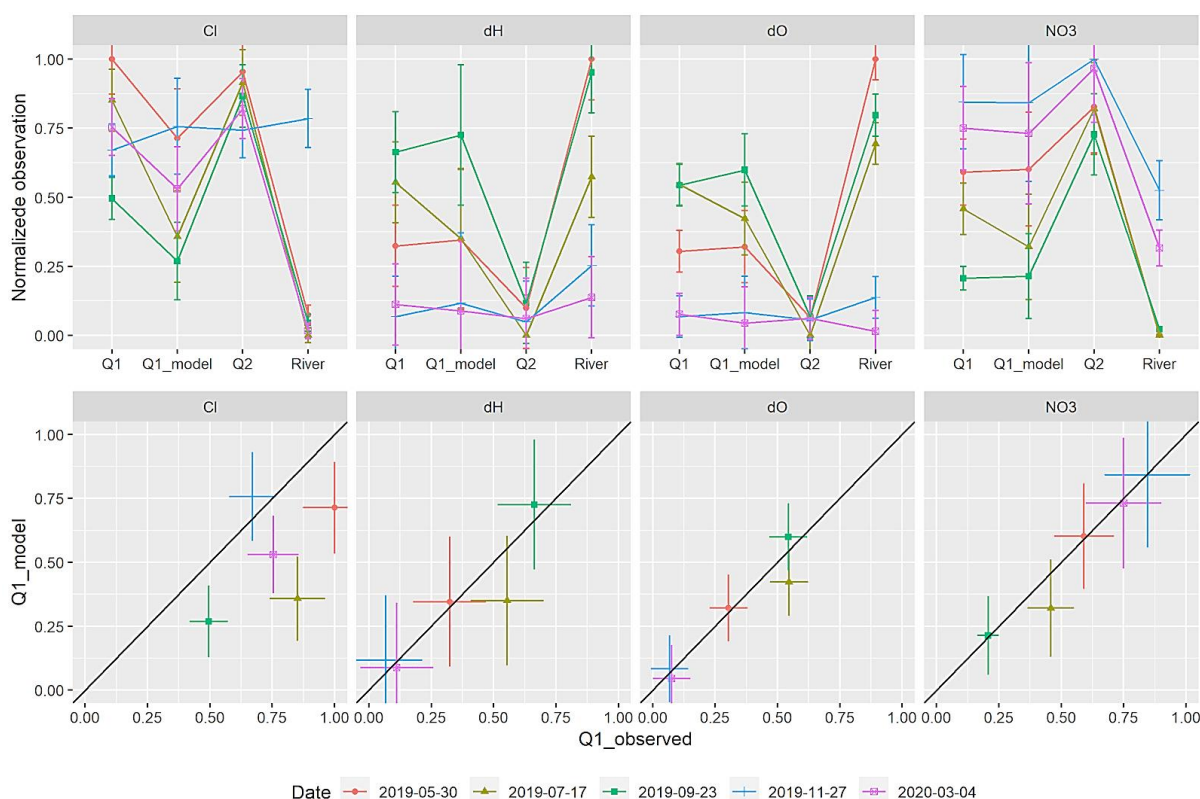 Cl dH dO NO3
Normalizede observation
1.00
0.75
0.50
0.25
0.00
Q1 Q1_model Q2 River Q1 Q1_model Q2 River Q1 Q1_model Q2 River Q1 Q1_model Q2 River
Cl dH dO NO3
Q1_model
1.00
0.75
0.50
0.25
0.00
0.00 0.25 0.50 0.75 1.00 0.00 0.25 0.50 0.75 1.00 0.00 0.25 0.50 0.75 1.00 0.00 0.25 0.50 0.75 1.00
Q1_observed
Date 2019-05-30 2019-07-17 2019-09-23 2019-11-27 2020-03-04